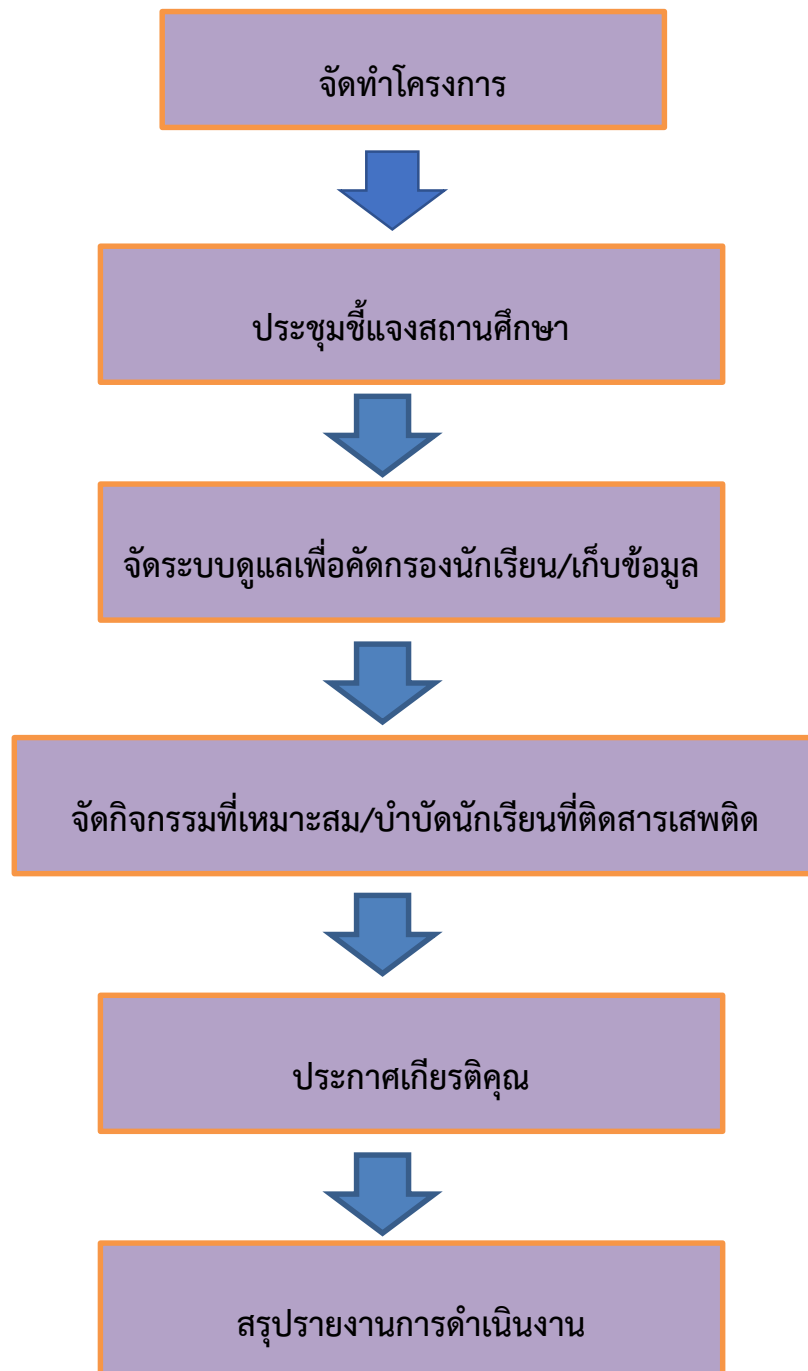 จัดทำโครงการ
ประชุมชี้แจงสถานศึกษา
จัดระบบดูแลเพื่อคัดกรองนักเรียน/เก็บข้อมูล
จัดกิจกรรมที่เหมาะสม/บำบัดนักเรียนที่ติดสารเสพติด
ประกาศเกียรติคุณ
สรุปรายงานการดำเนินงาน